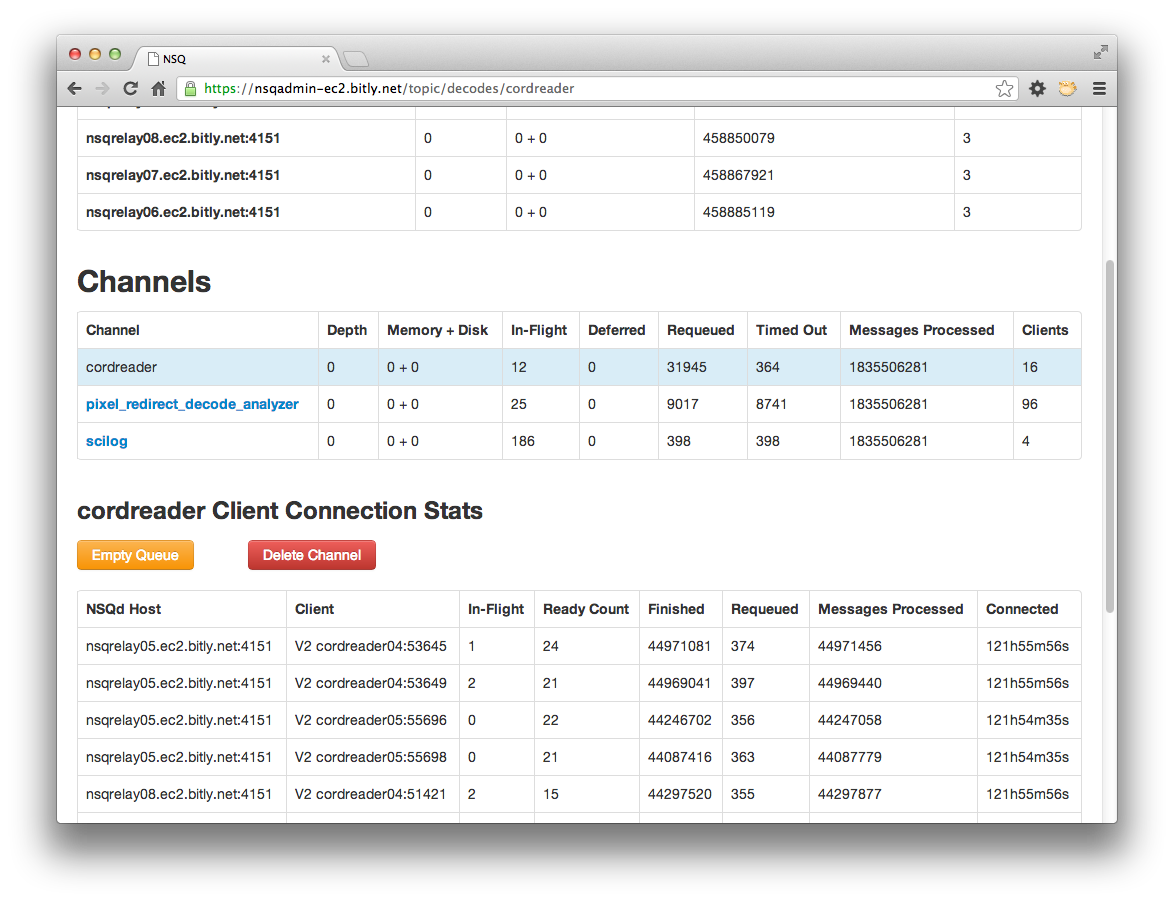 NSQ
https://nsqadmin-ec2.bitly.net/topic/decodes/cordreader
nsqrelay08.ec2.bitly.net:4151 0 0 + 0 458850079 3
nsqrelay07.ec2.bitly.net:4151 0 0 + 0 458867921 3
nsqrelay06.ec2.bitly.net:4151 0 0 + 0 458885119 3
Channels
Channel Depth Memory + Disk In-Flight Deferred Requeued Timed Out Messages Processed Clients
cordreader 0 0 + 0 12 0 31945 364 1835506281 16
pixel_redirect_decode_analyzer 0 0 + 0 25 0 9017 8741 1835506281 96
scilog 0 0 + 0 186 0 398 398 1835506281 4
cordreader Client Connection Stats
Empty Queue Delete Channel
NSQd Host Client In-Flight Ready Count Finished Requeued Messages Processed Connected
nsqrelay05.ec2.bitly.net:4151 V2 cordreader04:53645 1 24 44971081 374 44971456 121h55m56s
nsqrelay05.ec2.bitly.net:4151 V2 cordreader04:53649 2 21 44969041 397 44969440 121h55m56s
nsqrelay05.ec2.bitly.net:4151 V2 cordreader05:55696 0 22 44246702 356 44247058 121h54m35s
nsqrelay05.ec2.bitly.net:4151 V2 cordreader05:55698 0 21 44087416 363 44087779 121h54m35s
nsqrelay08.ec2.bitly.net:4151 V2 cordreader04:51421 2 15 44297520 355 44297877 121h55m56s